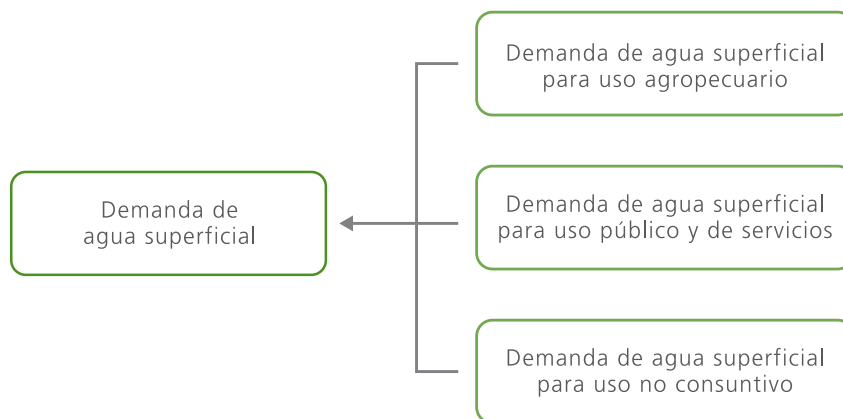 Demanda de agua superficial
para uso agropecuario
Demanda de
agua superficial
Demanda de agua superficial
para uso público y de servicios
Demanda de agua superficial
para uso no consuntivo